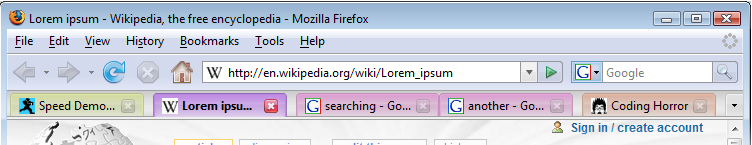 Lorem ipsum - Wikipedia, the free encyclopedia - Mozilla Firefox
File Edit View History Bookmarks Tools Help
W http://en.wikipedia.org/wiki/Lorem_ipsum G Google
Speed Demo... W Lorem ipsu... G searching - Go... G another - Go... Coding Horror
Sign in / create account